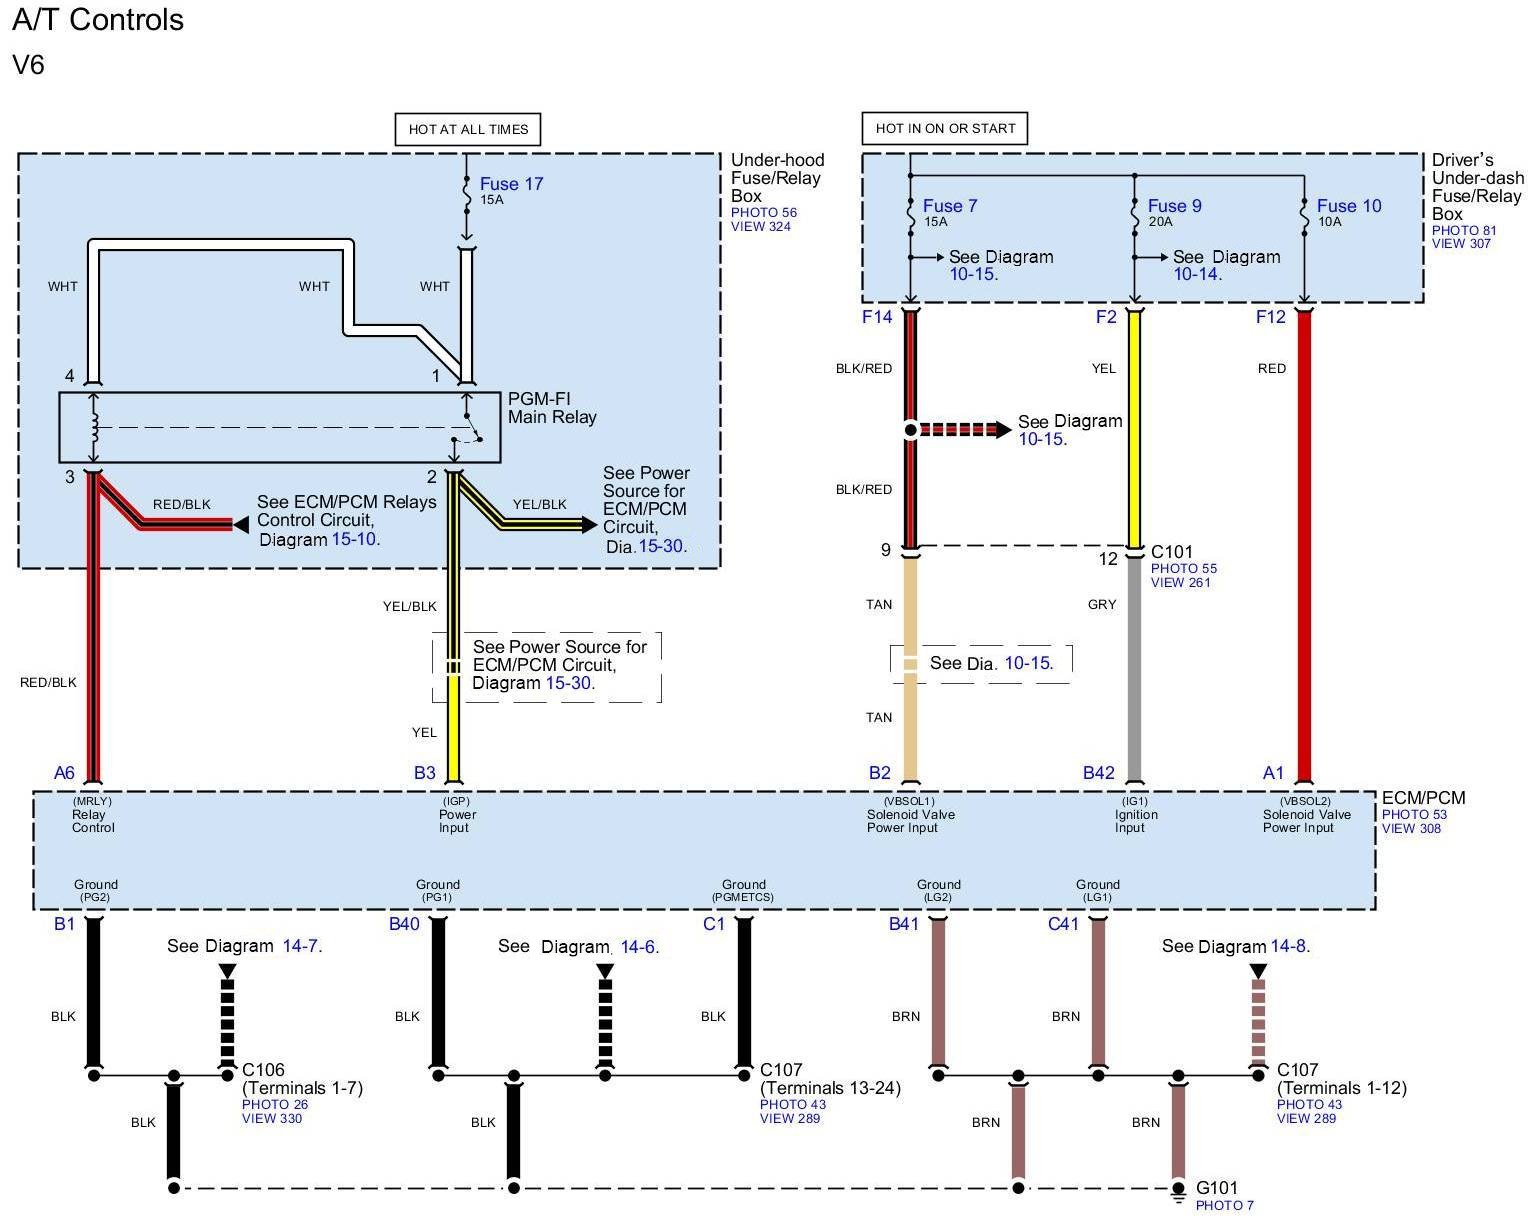 A/T Controls
V6
HOT AT ALL TIMES
HOT IN ON OR START
Under-hood
Fuse/Relay
Box
PHOTO 56
VIEW 324
Fuse 17
15A
WHT
WHT
WHT
4
1
PGM-FI
Main Relay
3
2
RED/BLK
See ECM/PCM Relays
Control Circuit,
Diagram 15-10.
YEL/BLK
See Power
Source for
ECM/PCM
Circuit,
Dia. 15-30.
Driver's
Under-dash
Fuse/Relay
Box
PHOTO 81
VIEW 307
Fuse 7
15A
See Diagram
10-15.
Fuse 9
20A
See Diagram
10-14.
Fuse 10
10A
F14
F2
F12
BLK/RED
YEL
RED
See Diagram
10-15.
BLK/RED
9
12
C101
PHOTO 55
VIEW 261
YEL/BLK
TAN
GRY
See Power Source for
ECM/PCM Circuit,
Diagram 15-30.
See Dia. 10-15.
RED/BLK
YEL
TAN
A6
B3
B2
B42
A1
(MRLY)
Relay
Control
(IGP)
Power
Input
(VBSOL1)
Solenoid Valve
Power Input
(IG1)
Ignition
Input
(VBSOL2)
Solenoid Valve
Power Input
ECM/PCM
PHOTO 53
VIEW 308
Ground
(PG2)
Ground
(PG1)
Ground
(PGMETCS)
Ground
(LG2)
Ground
(LG1)
B1
B40
C1
B41
C41
See Diagram 14-7.
See Diagram, 14-6.
See Diagram 14-8.
BLK
BLK
BLK
BRN
BRN
C106
(Terminals 1-7)
PHOTO 26
VIEW 330
C107
(Terminals 13-24)
PHOTO 43
VIEW 289
C107
(Terminals 1-12)
PHOTO 43
VIEW 289
BLK
BLK
BRN
BRN
G101
PHOTO 7